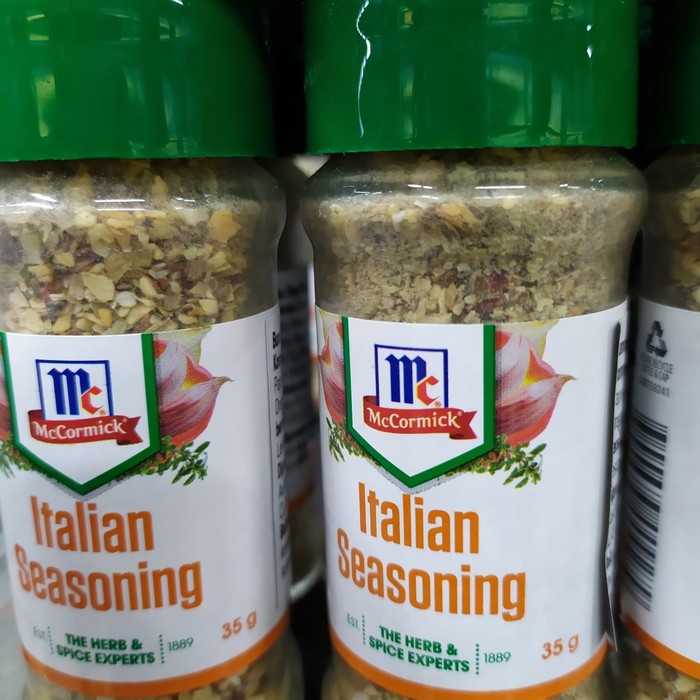 Mc
McCormick®
Italian
Seasoning
EST.
THE HERB &
SPICE EXPERTS
1889
35 g
Mc
McCormick®
Italian
Seasoning
EST.
THE HERB &
SPICE EXPERTS
1889
35 g